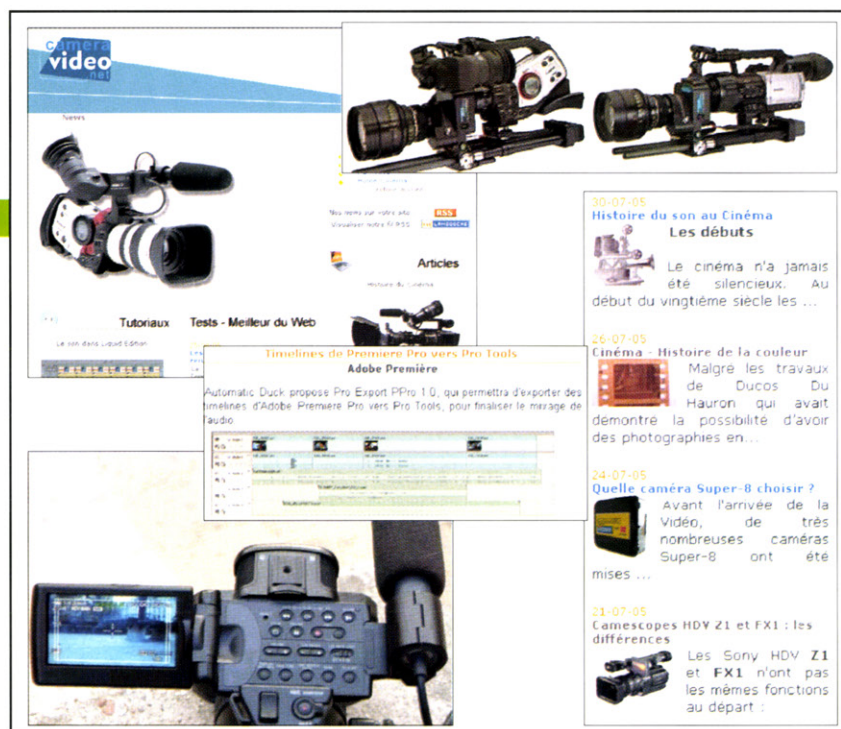 camera
video
.net
News
Nos news sur votre site
RSS
Visualiser notre fil RSS
Articles
Histoire du Cinéma
Tutoriaux
Tests - Meilleur du Web
Le son dans Liquid Edition
Timelines de Premiere Pro vers Pro Tools
Adobe Première
Automatic Duck propose Pro Export PPro 1.0, qui permettra d'exporter des
timelines d'Adobe Premiere Pro vers Pro Tools, pour finaliser le mixage de
l'audio.
30-07-05
Histoire du son au Cinéma
Les débuts
Le cinéma n'a jamais
été silencieux. Au
début du vingtième siècle les ...
26-07-05
Cinéma - Histoire de la couleur
Malgré les travaux
de Ducos Du
Hauron qui avait
démontré la possibilité d'avoir
des photographies en...
24-07-05
Quelle caméra Super-8 choisir ?
Avant l'arrivée de la
Vidéo, de très
nombreuses caméras
Super-8 ont été
mises ...
21-07-05
Camescopes HDV Z1 et FX1 : les
différences
Les Sony HDV Z1
et FX1 n'ont pas
les mêmes fonctions
au départ :